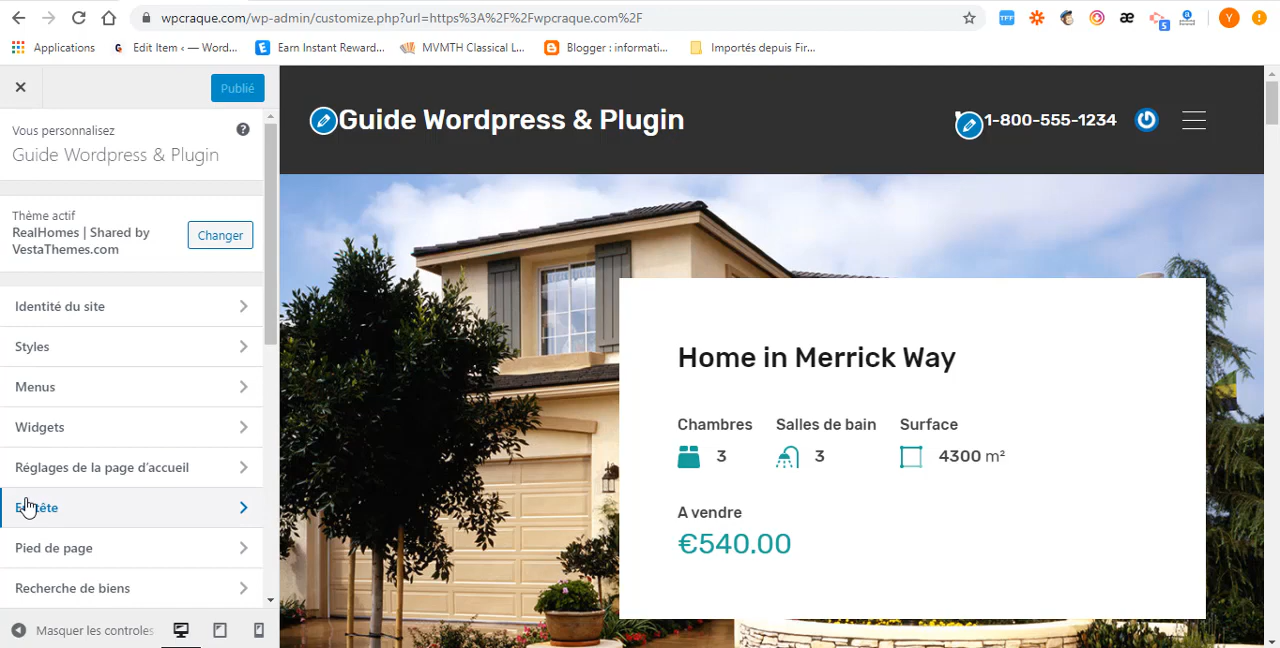 wpcraque.com/wp-admin/customize.php?url=https%3A%2F%2Fwpcraque.com%2F
TFF
æ
5
Y
Applications
Edit Item ‹ — Word...
Earn Instant Rewar...
MVMTH Classical L...
Blogger : informati...
Importés depuis Fir...
Publié
Vous personnalisez
Guide Wordpress & Plugin
Thème actif
RealHomes | Shared by
VestaThemes.com
Changer
Identité du site
Styles
Menus
Widgets
Réglages de la page d'accueil
Pied de page
Recherche de biens
Masquer les controles
Guide Wordpress & Plugin
1-800-555-1234
Home in Merrick Way
Chambres Salles de bain Surface
3 3 4300 m²
A vendre
€540.00